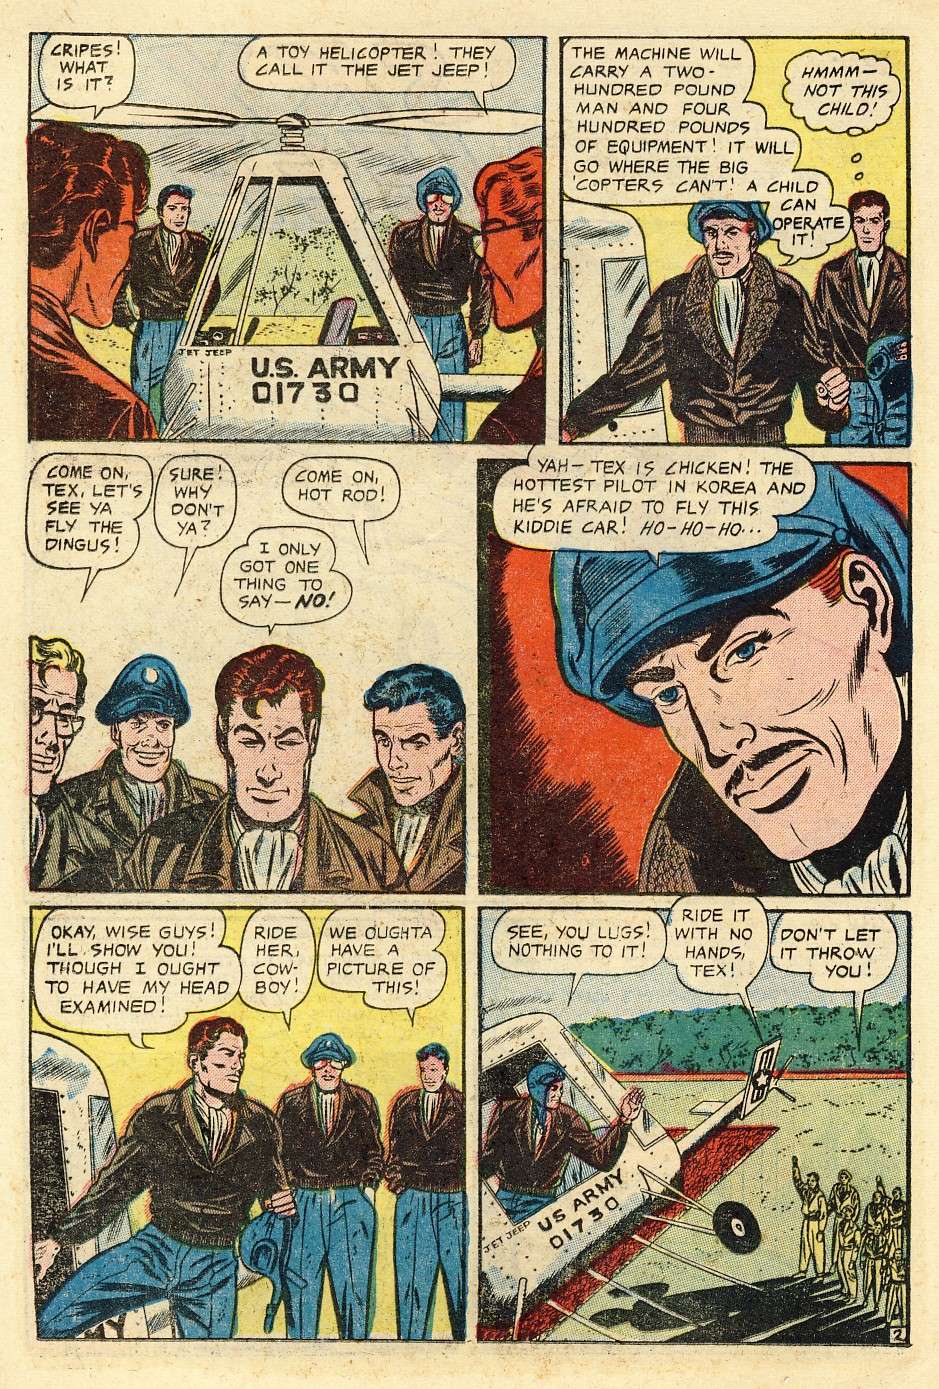 CRIPES!
WHAT
IS IT?
A TOY HELICOPTER! THEY
CALL IT THE JET JEEP!
JET JEEP
U.S. ARMY
01730
THE MACHINE WILL
CARRY A TWO-
HUNDRED POUND
MAN AND FOUR
HUNDRED POUNDS
OF EQUIPMENT! IT WILL
GO WHERE THE BIG
'COPTERS CAN'T! A CHILD
CAN
OPERATE
IT!
HMMM—
NOT THIS
CHILD!
COME ON,
TEX, LET'S
SEE YA
FLY THE
DINGUS!
SURE!
WHY
DON'T
YA?
I ONLY
GOT ONE
THING TO
SAY—NO!
COME ON,
HOT ROD!
YAH—TEX IS CHICKEN! THE
HOTTEST PILOT IN KOREA AND
HE'S AFRAID TO FLY THIS
KIDDIE CAR! HO-HO-HO...
OKAY, WISE GUYS!
I'LL SHOW YOU!
THOUGH I OUGHT
TO HAVE MY HEAD
EXAMINED!
RIDE
HER,
COW-
BOY!
WE OUGHTA
HAVE A
PICTURE OF
THIS!
SEE, YOU LUGS!
NOTHING TO IT!
RIDE IT
WITH NO
HANDS,
TEX!
DON'T LET
IT THROW
YOU!
JET JEEP
U.S. ARMY
01730
2